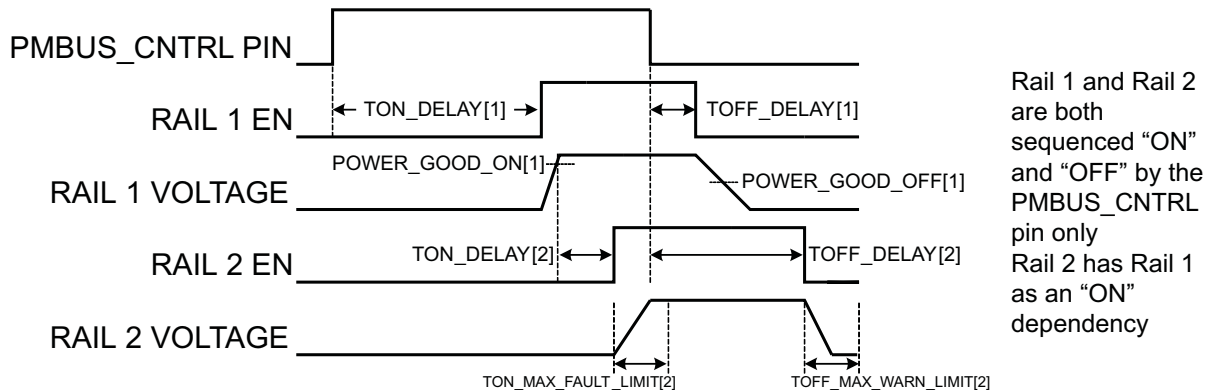 PMBUS_CNTRL PIN
RAIL 1 EN
TON_DELAY[1]
TOFF_DELAY[1]
RAIL 1 VOLTAGE
POWER_GOOD_ON[1]
POWER_GOOD_OFF[1]
RAIL 2 EN
TON_DELAY[2]
TOFF_DELAY[2]
RAIL 2 VOLTAGE
TON_MAX_FAULT_LIMIT[2]
TOFF_MAX_WARN_LIMIT[2]
Rail 1 and Rail 2
are both
sequenced “ON”
and “OFF” by the
PMBUS_CNTRL
pin only
Rail 2 has Rail 1
as an “ON”
dependency